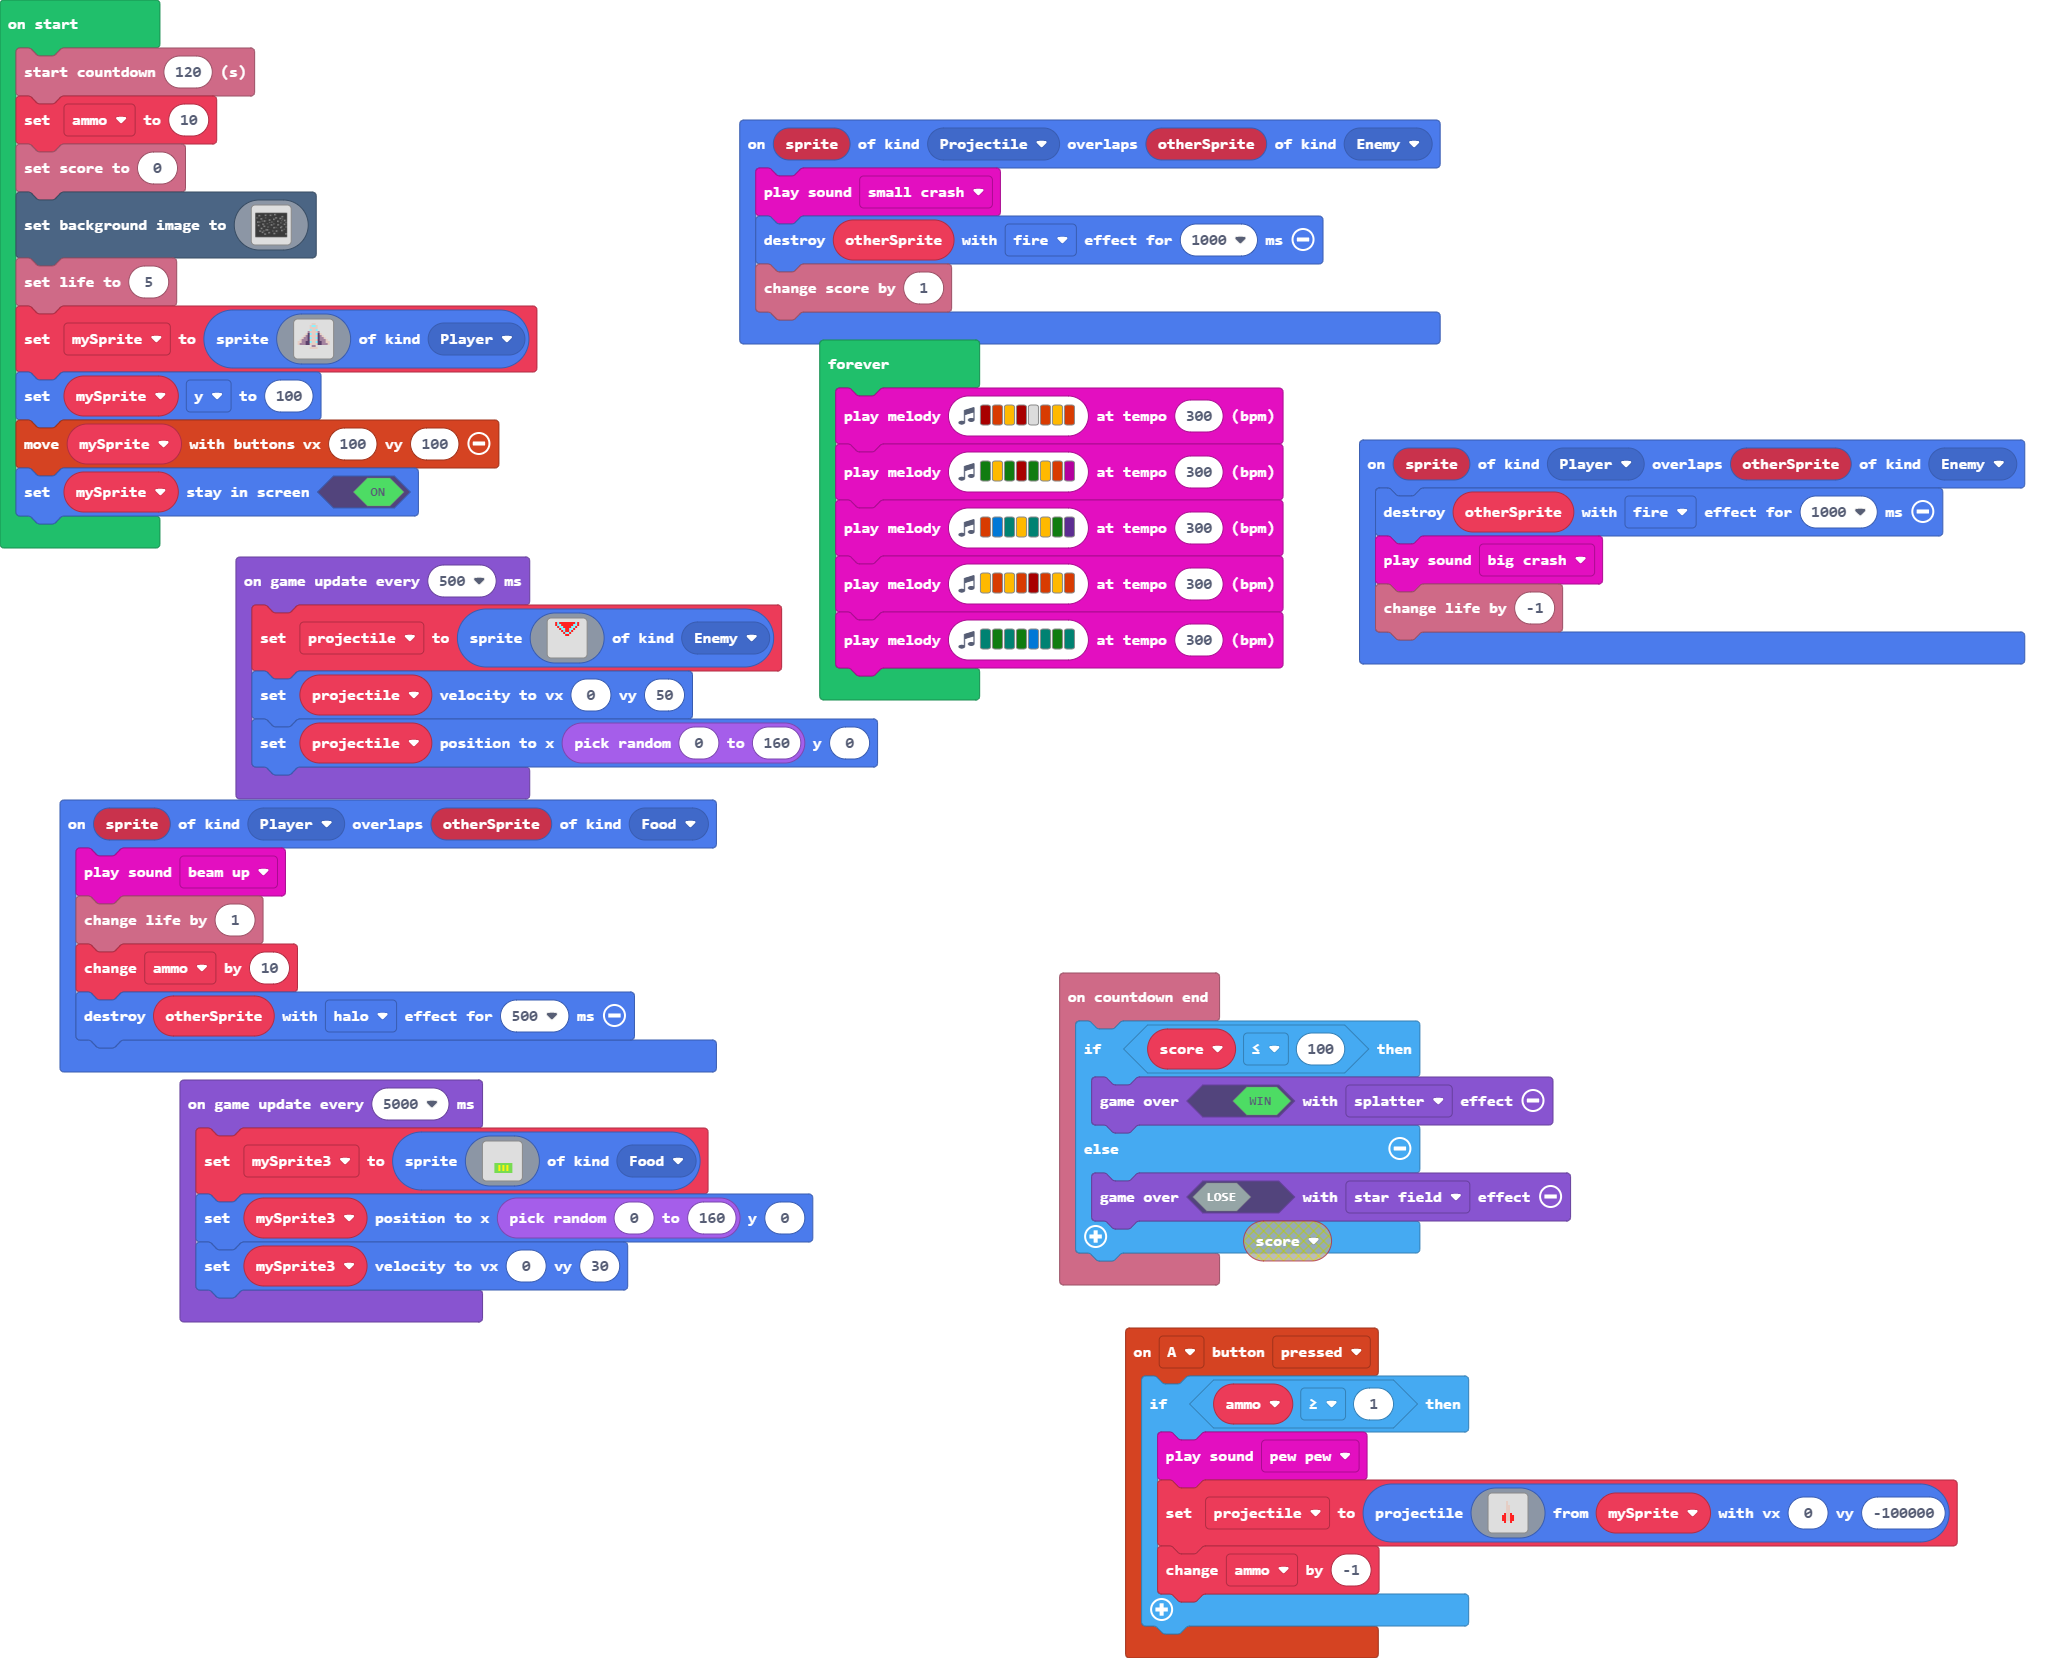 on start
start countdown 120 (s)
set ammo to 10
set score to 0
set background image to
set life to 5
set mySprite to sprite of kind Player
set mySprite y to 100
move mySprite with buttons vx 100 vy 100
set mySprite stay in screen ON
on sprite of kind Projectile overlaps otherSprite of kind Enemy
play sound small crash
destroy otherSprite with fire effect for 1000 ms
change score by 1
forever
play melody at tempo 300 (bpm)
play melody at tempo 300 (bpm)
play melody at tempo 300 (bpm)
play melody at tempo 300 (bpm)
play melody at tempo 300 (bpm)
on sprite of kind Player overlaps otherSprite of kind Enemy
destroy otherSprite with fire effect for 1000 ms
play sound big crash
change life by -1
on game update every 500 ms
set projectile to sprite of kind Enemy
set projectile velocity to vx 0 vy 50
set projectile position to x pick random 0 to 160 y 0
on sprite of kind Player overlaps otherSprite of kind Food
play sound beam up
change life by 1
change ammo by 10
destroy otherSprite with halo effect for 500 ms
on game update every 5000 ms
set mySprite3 to sprite of kind Food
set mySprite3 position to x pick random 0 to 160 y 0
set mySprite3 velocity to vx 0 vy 30
on countdown end
if score ≤ 100 then
game over WIN with splatter effect
else
game over LOSE with star field effect
score
on A button pressed
if ammo ≥ 1 then
play sound pew pew
set projectile to projectile from mySprite with vx 0 vy -100000
change ammo by -1